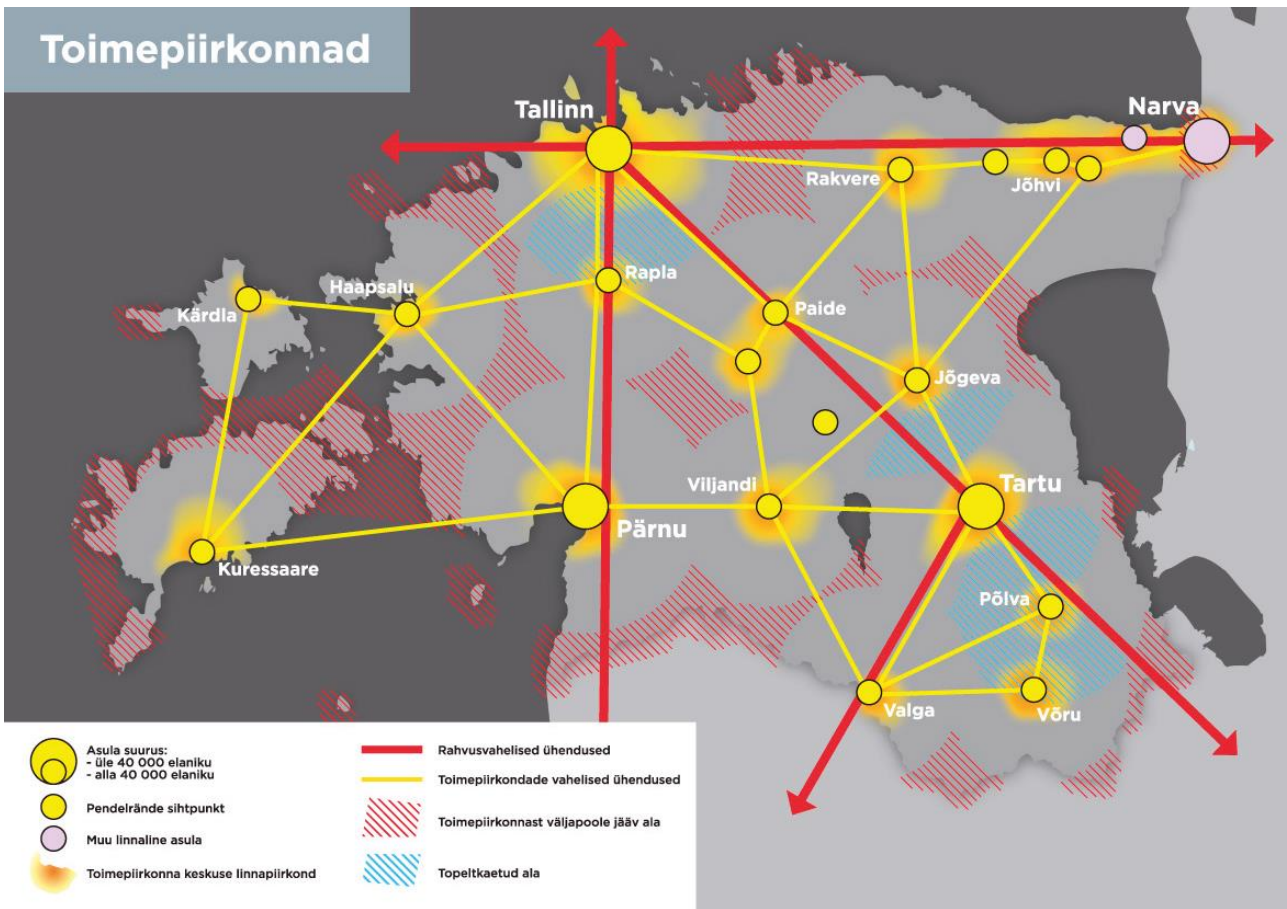 Toimepiirkonnad
Tallinn
Narva
Rakvere
Jõhvi
Rapla
Haapsalu
Kärdla
Paide
Jõgeva
Viljandi
Tartu
Pärnu
Kuressaare
Põlva
Valga
Võru
Asula suurus:
- üle 40 000 elaniku
- alla 40 000 elaniku
Pendelrände sihtpunkt
Muu linnaline asula
Toimepiirkonna keskuse linnapiirkond
Rahvusvahelised ühendused
Toimepiirkondade vahelised ühendused
Toimepiirkonnast väljapoole jääv ala
Topeltkaetud ala